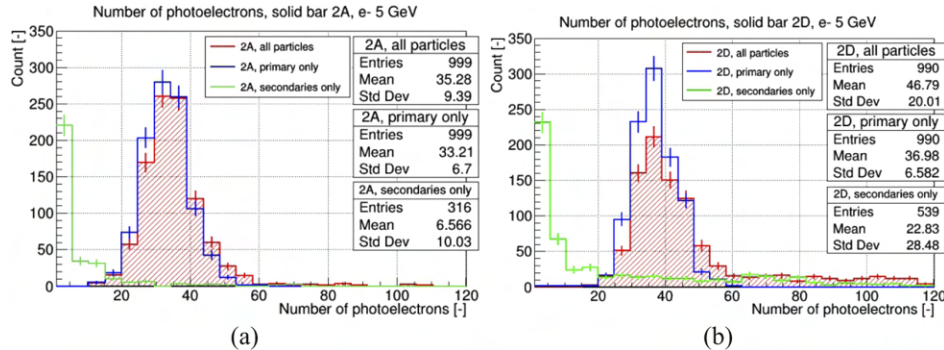 Number of photoelectrons, solid bar 2A, e- 5 GeV
Count [-]
350
300
250
200
150
100
50
0
20
40
60
80
100
120
Number of photoelectrons [-]
2A, all particles
2A, primary only
2A, secondaries only
2A, all particles
Entries 999
Mean 35.28
Std Dev 9.39
2A, primary only
Entries 999
Mean 33.21
Std Dev 6.7
2A, secondaries only
Entries 316
Mean 6.566
Std Dev 10.03
(a)
Number of photoelectrons, solid bar 2D, e- 5 GeV
Count [-]
350
300
250
200
150
100
50
0
20
40
60
80
100
120
Number of photoelectrons [-]
2D, all particles
2D, primary only
2D, secondaries only
2D, all particles
Entries 990
Mean 46.79
Std Dev 20.01
2D, primary only
Entries 990
Mean 36.98
Std Dev 6.582
2D, secondaries only
Entries 539
Mean 22.83
Std Dev 28.48
(b)